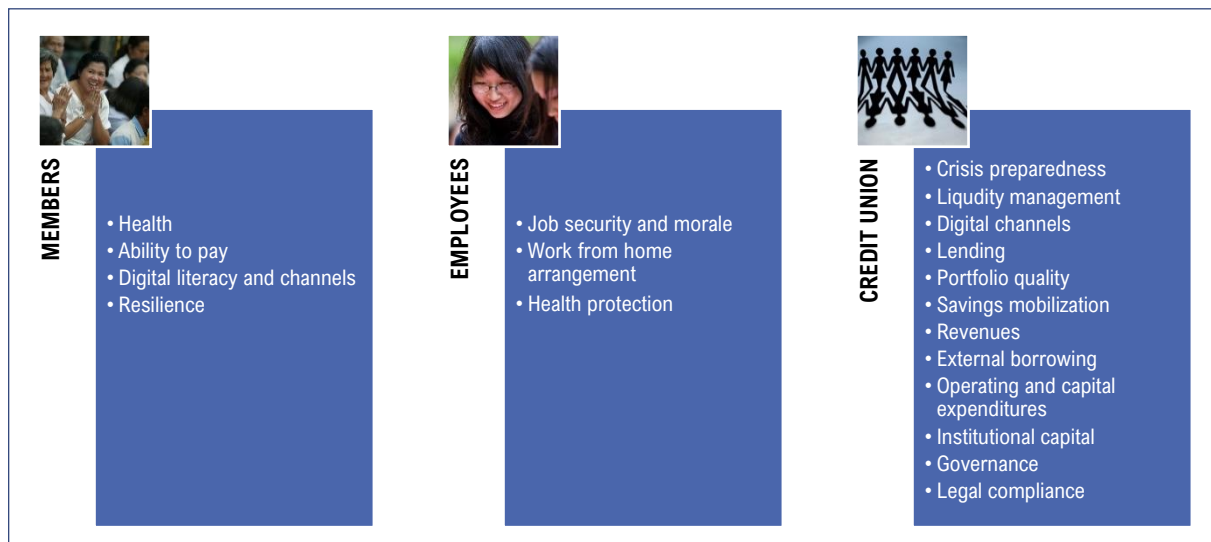 MEMBERS
• Health
• Ability to pay
• Digital literacy and channels
• Resilience
EMPLOYEES
• Job security and morale
• Work from home
arrangement
• Health protection
CREDIT UNION
• Crisis preparedness
• Liqudity management
• Digital channels
• Lending
• Portfolio quality
• Savings mobilization
• Revenues
• External borrowing
• Operating and capital
expenditures
• Institutional capital
• Governance
• Legal compliance